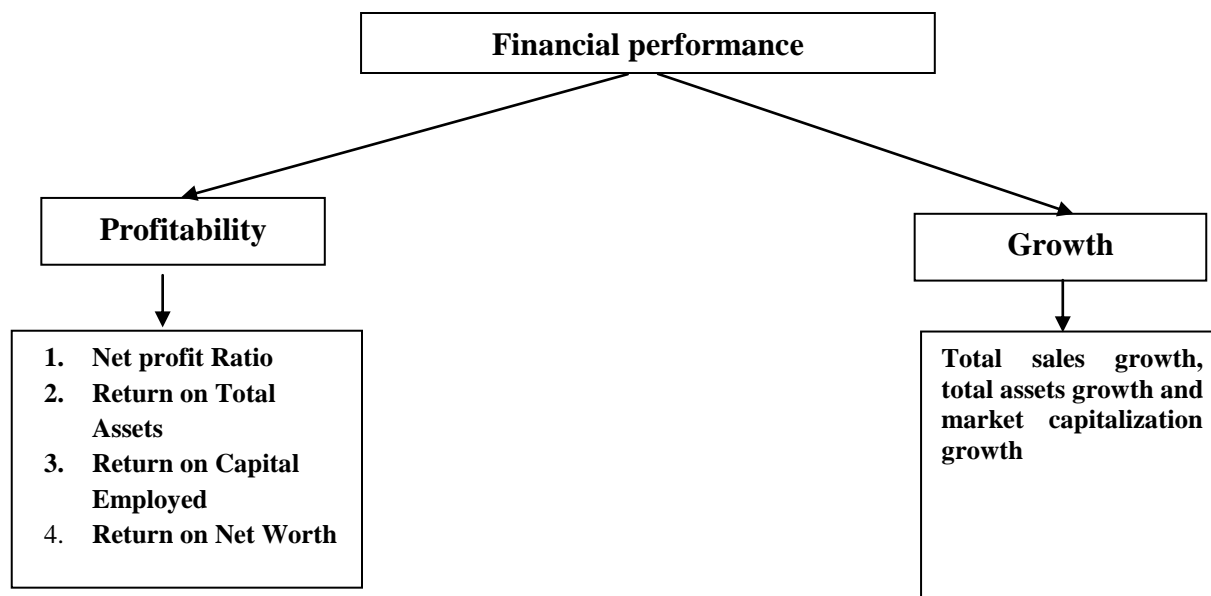 Financial performance
Profitability
Growth
1. Net profit Ratio
2. Return on Total
Assets
3. Return on Capital
Employed
4. Return on Net Worth
Total sales growth,
total assets growth and
market capitalization
growth